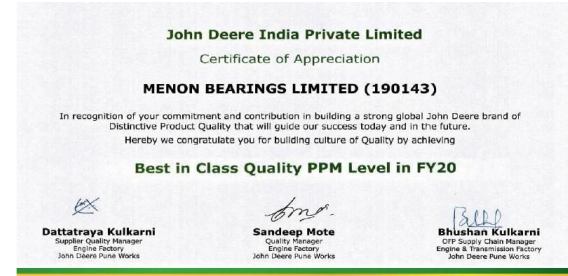 John Deere India Private Limited
Certificate of Appreciation
MENON BEARINGS LIMITED (190143)
In recognition of your commitment and contribution in building a strong global John Deere brand of
Distinctive Product Quality that will guide our success today and in the future.
Hereby we congratulate you for building culture of Quality by achieving
Best in Class Quality PPM Level in FY20
Dattatraya Kulkarni
Supplier Quality Manager
Engine Factory
John Deere Pune Works
Sandeep Mote
Quality Manager
Engine Factory
John Deere Pune Works
Bhushan Kulkarni
OFP Supply Chain Manager
Engine & Transmission Factory
John Deere Pune Works